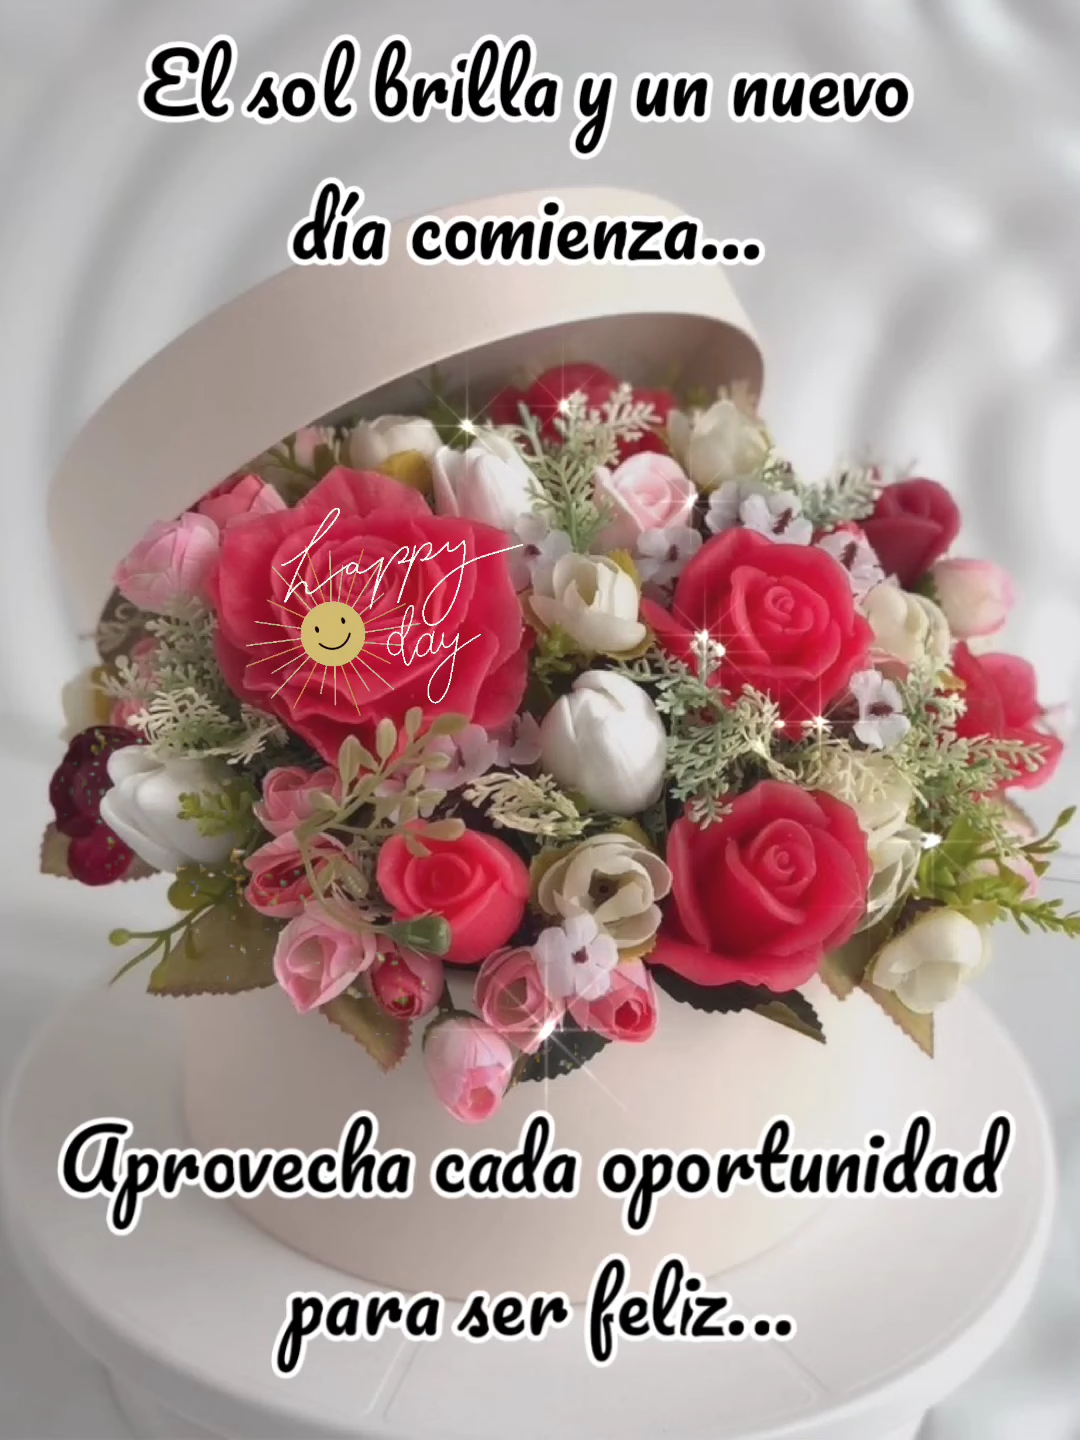 El sol brilla y un nuevo
día comienza...
happy
day
Aprovecha cada oportunidad
para ser feliz...